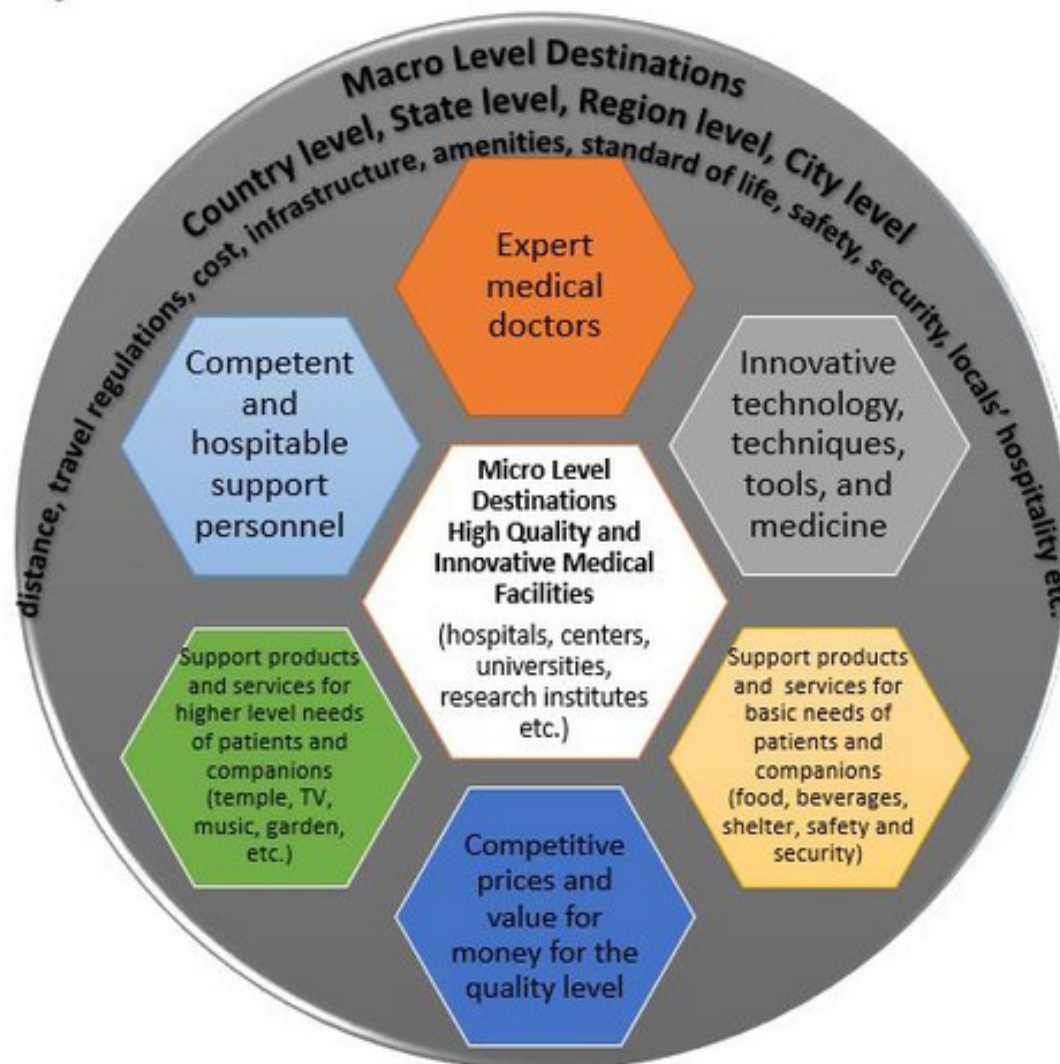 Macro Level Destinations
Country level, State level, Region level, City level
distance, travel regulations, cost, infrastructure, amenities, standard of life, safety, security, locals' hospitality etc.
Expert
medical
doctors
Competent
and
hospitable
support
personnel
Innovative
technology,
techniques,
tools, and
medicine
Micro Level
Destinations
High Quality and
Innovative Medical
Facilities
(hospitals, centers,
universities,
research institutes
etc.)
Support products
and services for
higher level needs
of patients and
companions
(temple, TV,
music, garden,
etc.)
Support products
and services for
basic needs of
patients and
companions
(food, beverages,
shelter, safety and
security)
Competitive
prices and
value for
money for the
quality level